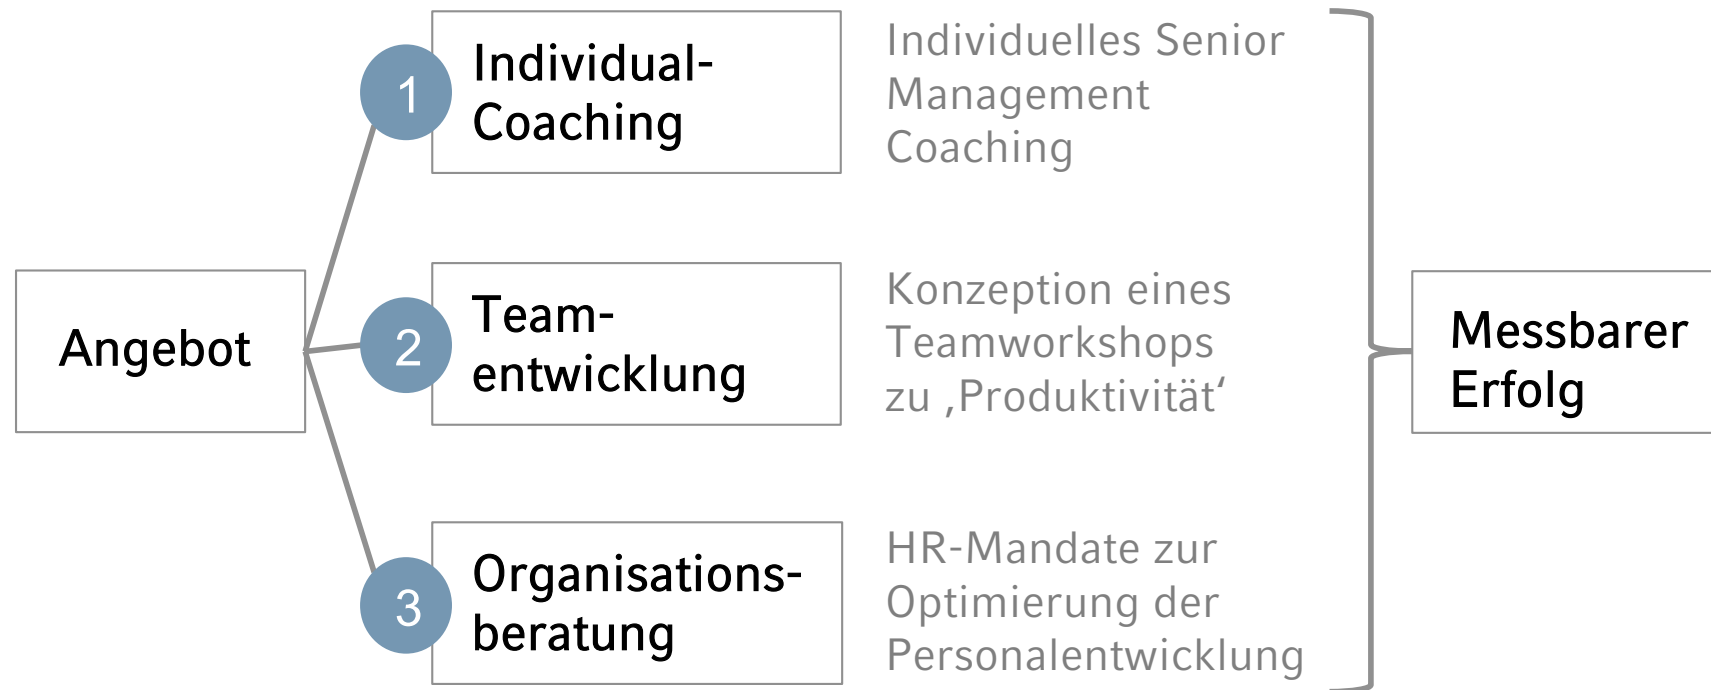 Angebot
1
Individual-
Coaching
Individuelles Senior
Management
Coaching
2
Team-
entwicklung
Konzeption eines
Teamworkshops
zu ‚Produktivität‘
3
Organisations-
beratung
HR-Mandate zur
Optimierung der
Personalentwicklung
Messbarer
Erfolg